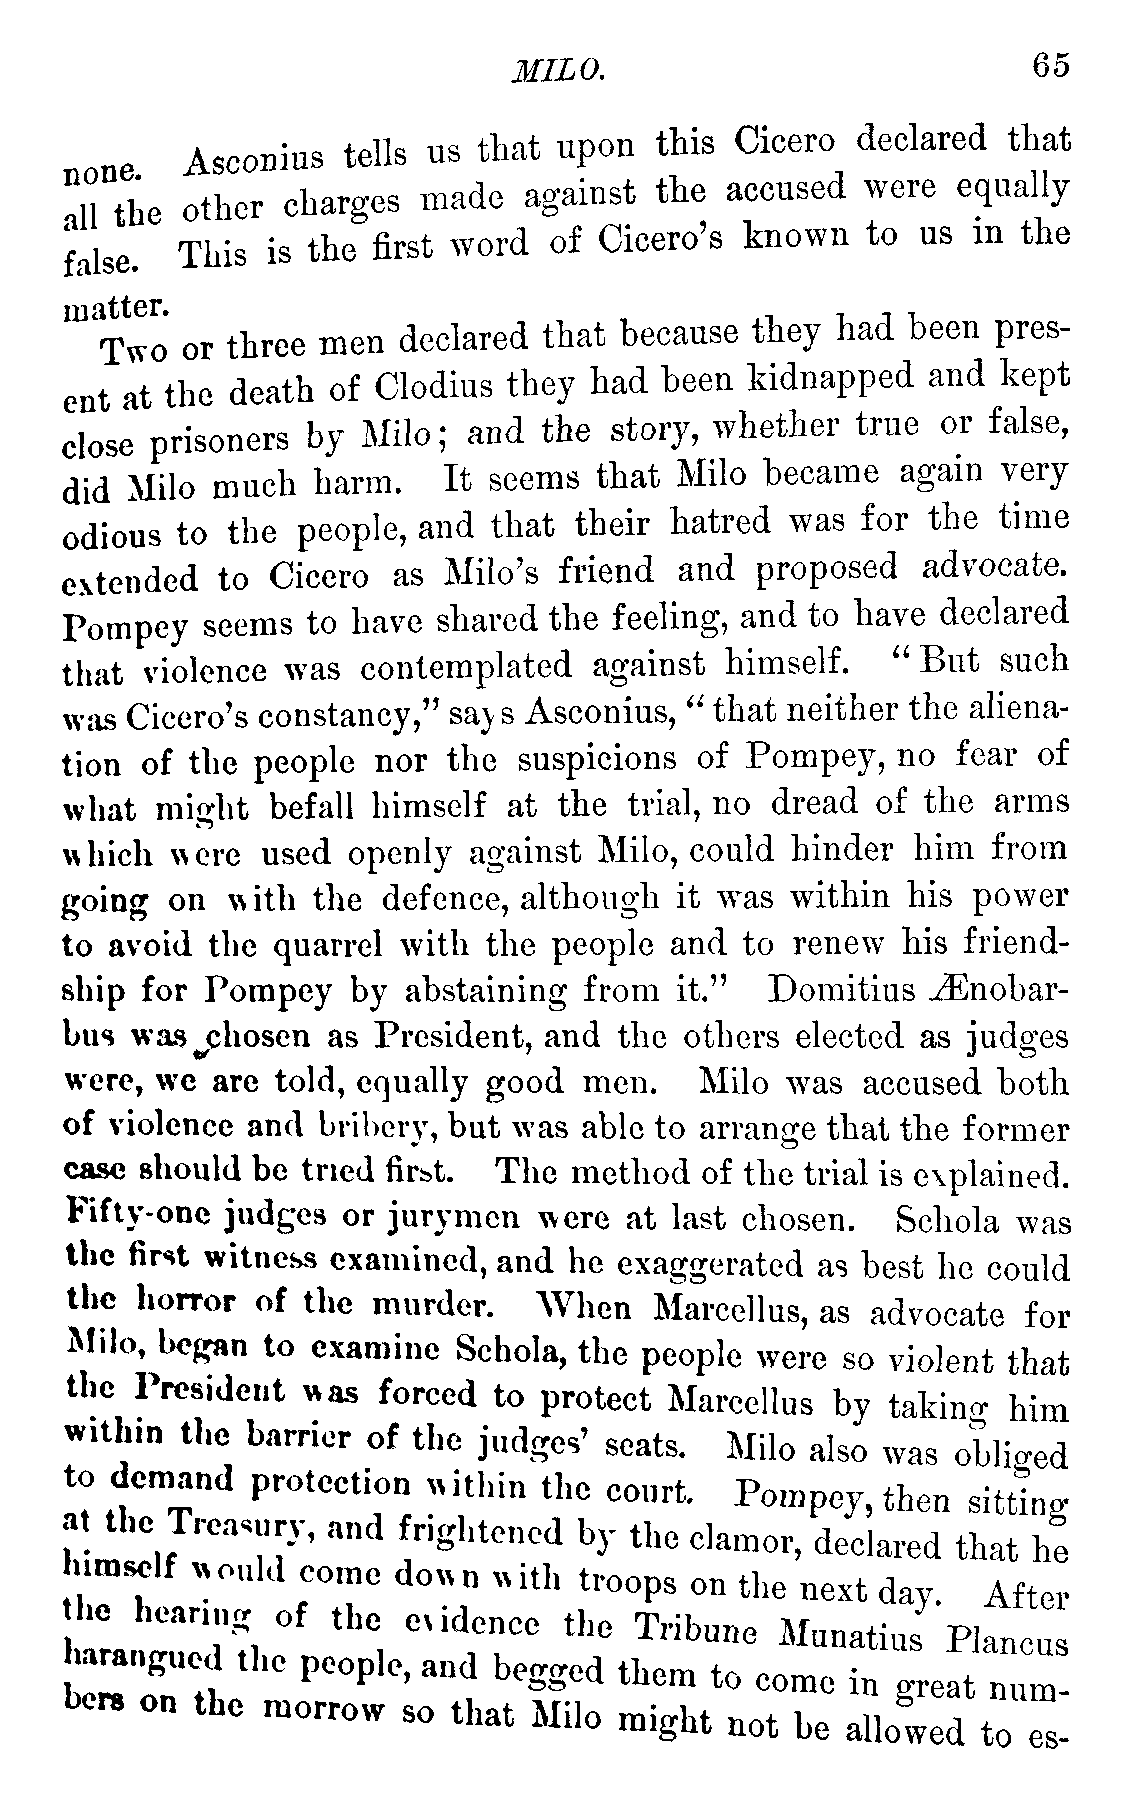 MILO. 65
none. Asconius tells us that upon this Cicero declared that
all the other charges made against the accused were equally
false. This is the first word of Cicero's known to us in the
matter.
Two or three men declared that because they had been pres-
ent at the death of Clodius they had been kidnapped and kept
close prisoners by Milo; and the story, whether true or false,
did Milo much harm. It seems that Milo became again very
odious to the people, and that their hatred was for the time
extended to Cicero as Milo's friend and proposed advocate.
Pompey seems to have shared the feeling, and to have declared
that violence was contemplated against himself. "But such
was Cicero's constancy," says Asconius, "that neither the aliena-
tion of the people nor the suspicions of Pompey, no fear of
what might befall himself at the trial, no dread of the arms
which were used openly against Milo, could hinder him from
going on with the defence, although it was within his power
to avoid the quarrel with the people and to renew his friend-
ship for Pompey by abstaining from it." Domitius Ænobar-
bus was chosen as President, and the others elected as judges
were, we are told, equally good men. Milo was accused both
of violence and bribery, but was able to arrange that the former
case should be tried first. The method of the trial is explained.
Fifty-one judges or jurymen were at last chosen. Schola was
the first witness examined, and he exaggerated as best he could
the horror of the murder. When Marcellus, as advocate for
Milo, began to examine Schola, the people were so violent that
the President was forced to protect Marcellus by taking him
within the barrier of the judges' seats. Milo also was obliged
to demand protection within the court. Pompey, then sitting
at the Treasury, and frightened by the clamor, declared that he
himself would come down with troops on the next day. After
the hearing of the evidence the Tribune Munatius Plancus
harangued the people, and begged them to come in great num-
bers on the morrow so that Milo might not be allowed to es-